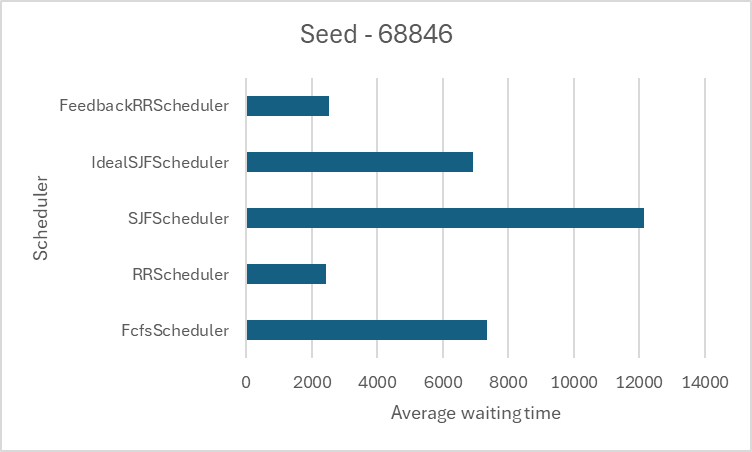 Seed - 68846
Scheduler
FeedbackRRScheduler
IdealSJFScheduler
SJFScheduler
RRScheduler
FcfsScheduler
0 2000 4000 6000 8000 10000 12000 14000
Average waiting time